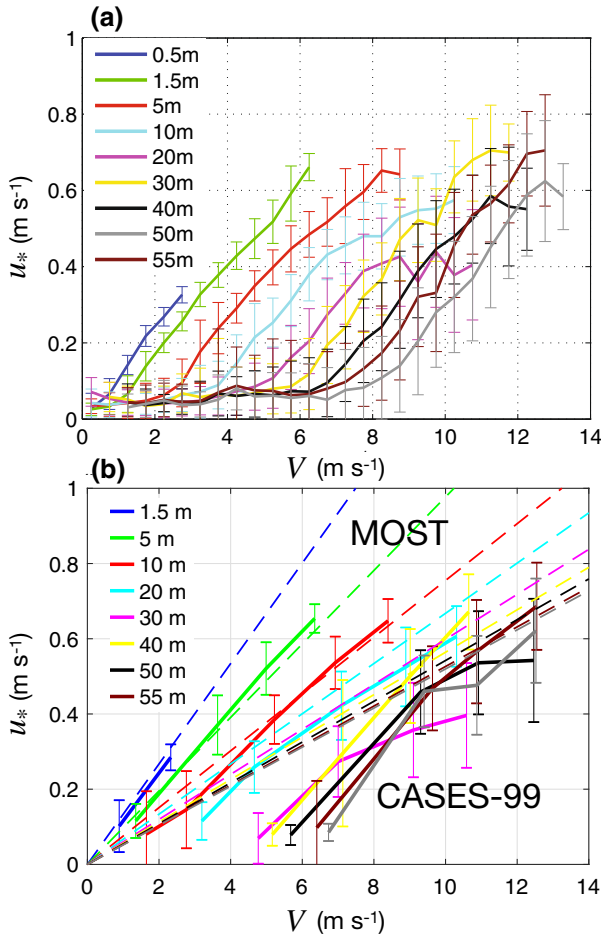 (a)
1
0.8
0.6
0.4
0.2
0
u* (m s-1)
0.5m
1.5m
5m
10m
20m
30m
40m
50m
55m
0 2 4 6 8 10 12 14
V (m s-1)
(b)
1
0.8
0.6
0.4
0.2
0
u* (m s-1)
1.5 m
5 m
10 m
20 m
30 m
40 m
50 m
55 m
MOST
CASES-99
0 2 4 6 8 10 12 14
V (m s-1)